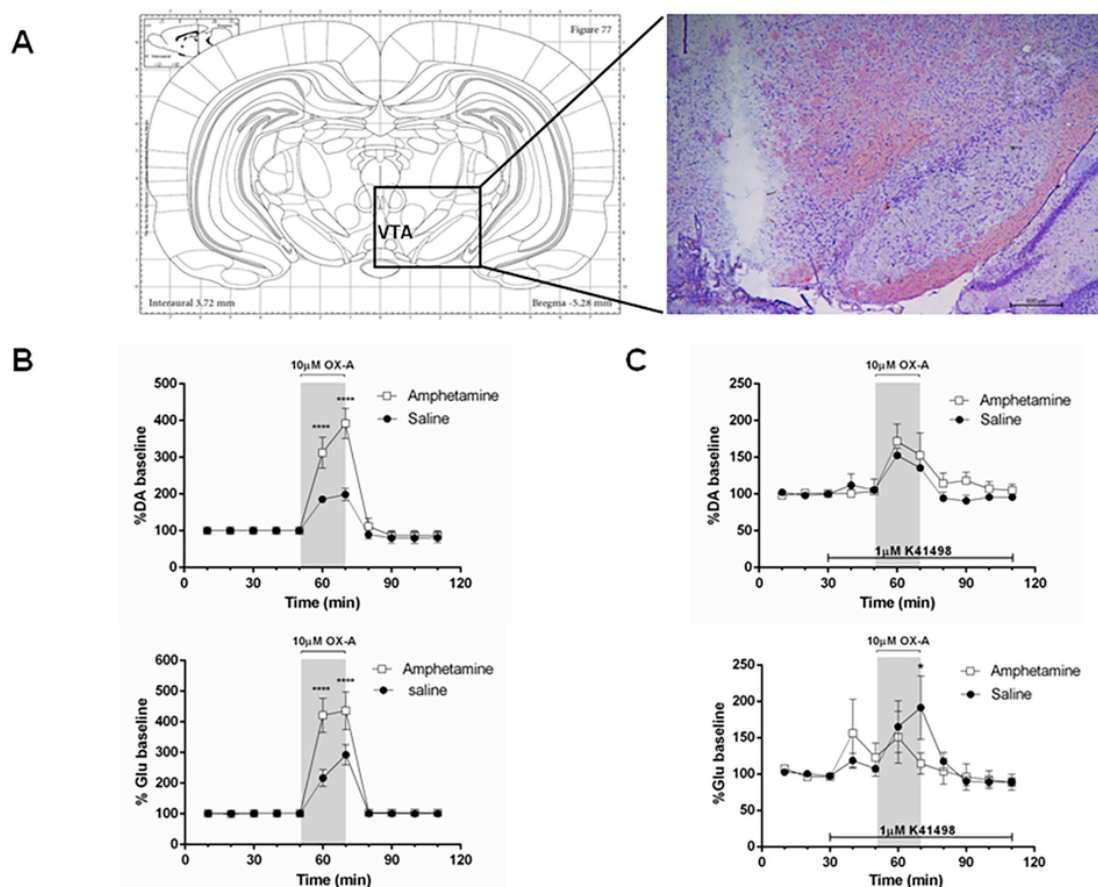 A
Figure 77
VTA
Interaural 3.72 mm
Bregma -5.28 mm
B
10μM OX-A
500
400
300
200
100
0
%DA baseline
**** ****
Amphetamine
Saline
0 30 60 90 120
Time (min)
10μM OX-A
600
500
400
300
200
100
0
% Glu baseline
**** ****
Amphetamine
saline
0 30 60 90 120
Time (min)
C
10μM OX-A
250
200
150
100
50
0
%DA baseline
Amphetamine
Saline
1μM K41498
0 30 60 90 120
Time (min)
10μM OX-A
250
200
150
100
50
0
%Glu baseline
*
Amphetamine
Saline
1μM K41498
0 30 60 90 120
Time (min)